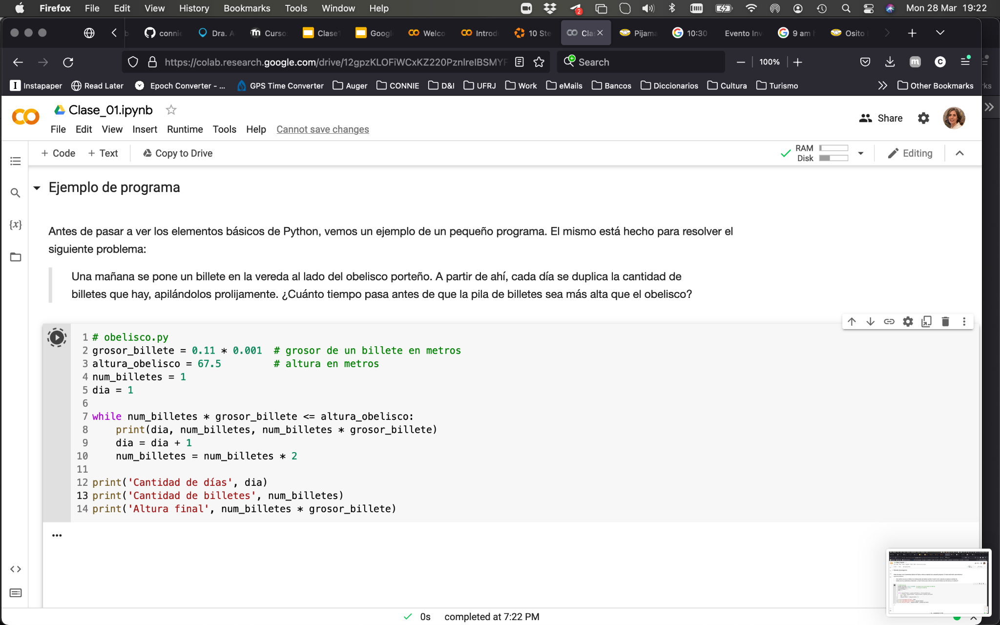 Firefox File Edit View History Bookmarks Tools Window Help 2 Mon 28 Mar 19:22
connie Dra. A Curso Clase1 Googl Welco Introd 10 Ste Cla Pijama 10:30 Evento Inv 9 am Osito
https://colab.research.google.com/drive/12gpzKLOFiWCxKZ220PznIreIBSMYF Search 100%
Instapaper Read Later Epoch Converter - ... GPS Time Converter Auger CONNIE D&I UFRJ Work eMails Bancos Diccionarios Cultura Turismo Other Bookmarks
Clase_01.ipynb
Share
File Edit View Insert Runtime Tools Help Cannot save changes
+ Code + Text Copy to Drive RAM Disk Editing
Ejemplo de programa
Antes de pasar a ver los elementos básicos de Python, vemos un ejemplo de un pequeño programa. El mismo está hecho para resolver el
siguiente problema:
Una mañana se pone un billete en la vereda al lado del obelisco porteño. A partir de ahí, cada día se duplica la cantidad de
billetes que hay, apilándolos prolijamente. ¿Cuánto tiempo pasa antes de que la pila de billetes sea más alta que el obelisco?
1 # obelisco.py
2 grosor_billete = 0.11 * 0.001 # grosor de un billete en metros
3 altura_obelisco = 67.5 # altura en metros
4 num_billetes = 1
5 dia = 1
6
7 while num_billetes * grosor_billete <= altura_obelisco:
8 print(dia, num_billetes, num_billetes * grosor_billete)
9 dia = dia + 1
10 num_billetes = num_billetes * 2
11
12 print('Cantidad de días', dia)
13 print('Cantidad de billetes', num_billetes)
14 print('Altura final', num_billetes * grosor_billete)
...
0s completed at 7:22 PM